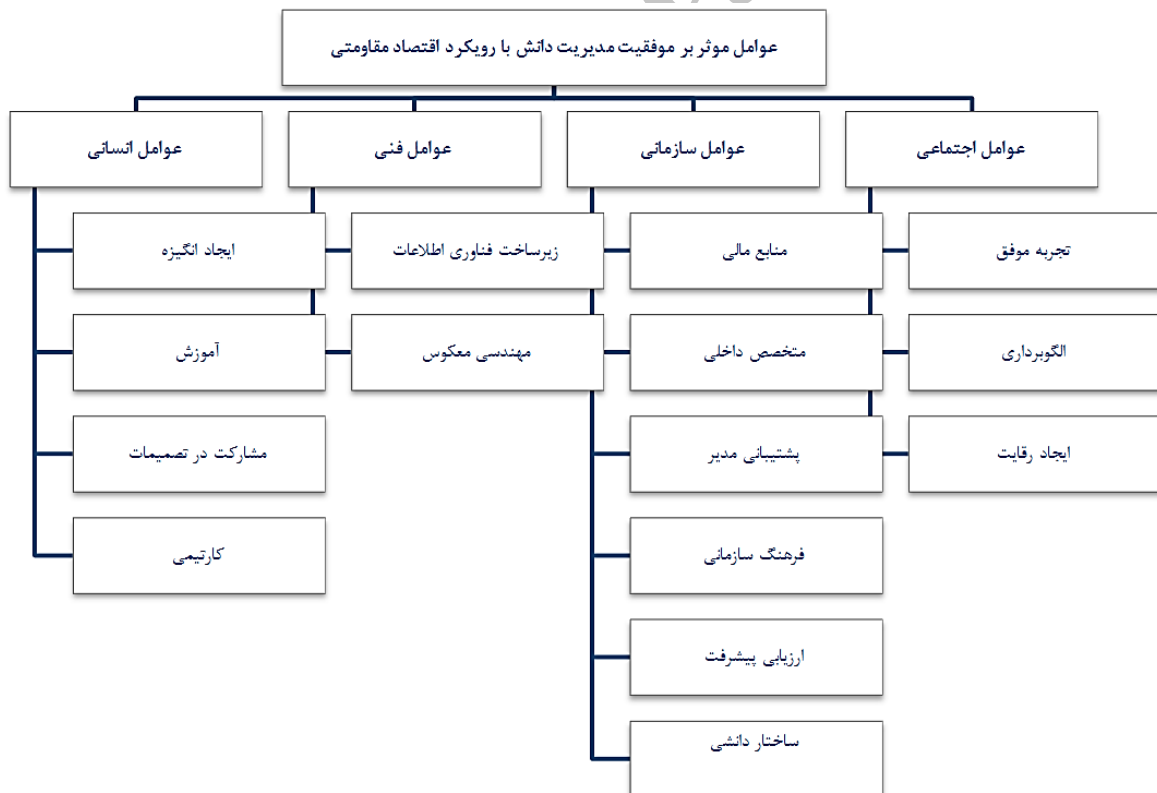 عوامل موثر بر موفقیت مدیریت دانش با رویکرد اقتصاد مقاومتی
عوامل اجتماعی
عوامل سازمانی
عوامل فنی
عوامل انسانی
تجربه موفق
منابع مالی
زیرساخت فناوری اطلاعات
ایجاد انگیزه
الگوبرداری
متخصص داخلی
مهندسی معکوس
آموزش
ایجاد رقایت
پشتیبانی مدیر
مشارکت در تصمیمات
فرهنگ سازمانی
کارتیمی
ارزیابی پیشرفت
ساختار دانشی